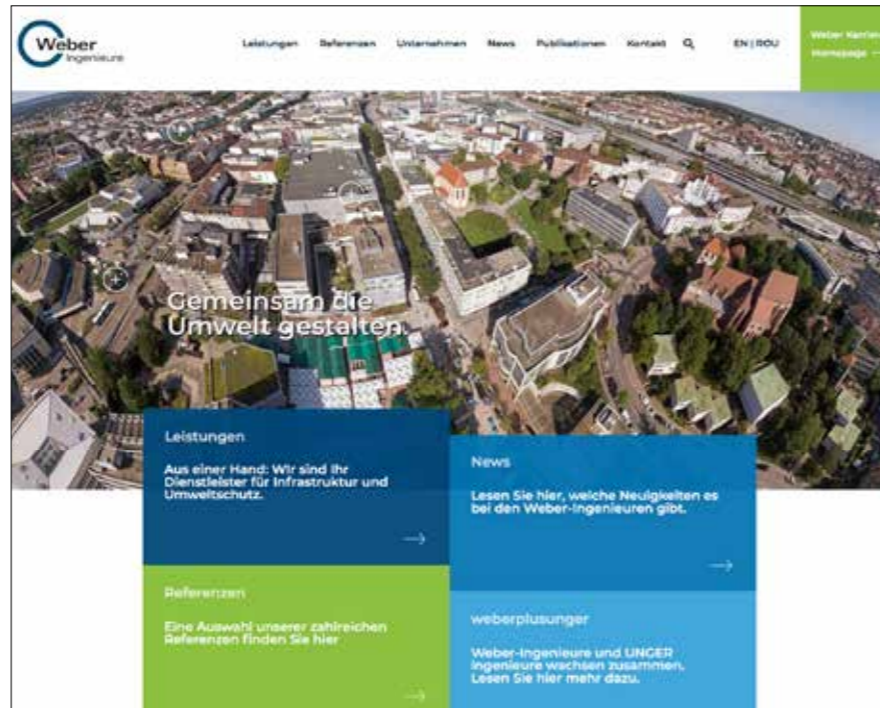 Weber
Ingenieure
Leistungen Referenzen Unternehmen News Publikationen Kontakt EN | ROU
Weber Karriere
Homepage
Gemeinsam die
Umwelt gestalten.
Leistungen
Aus einer Hand: Wir sind Ihr
Dienstleister für Infrastruktur und
Umweltschutz.
News
Lesen Sie hier, welche Neuigkeiten es
bei den Weber-Ingenieuren gibt.
Referenzen
Eine Auswahl unserer zahlreichen
Referenzen finden Sie hier
weberplusunger
Weber-Ingenieure und UNGER
ingenieure wachsen zusammen.
Lesen Sie hier mehr dazu.